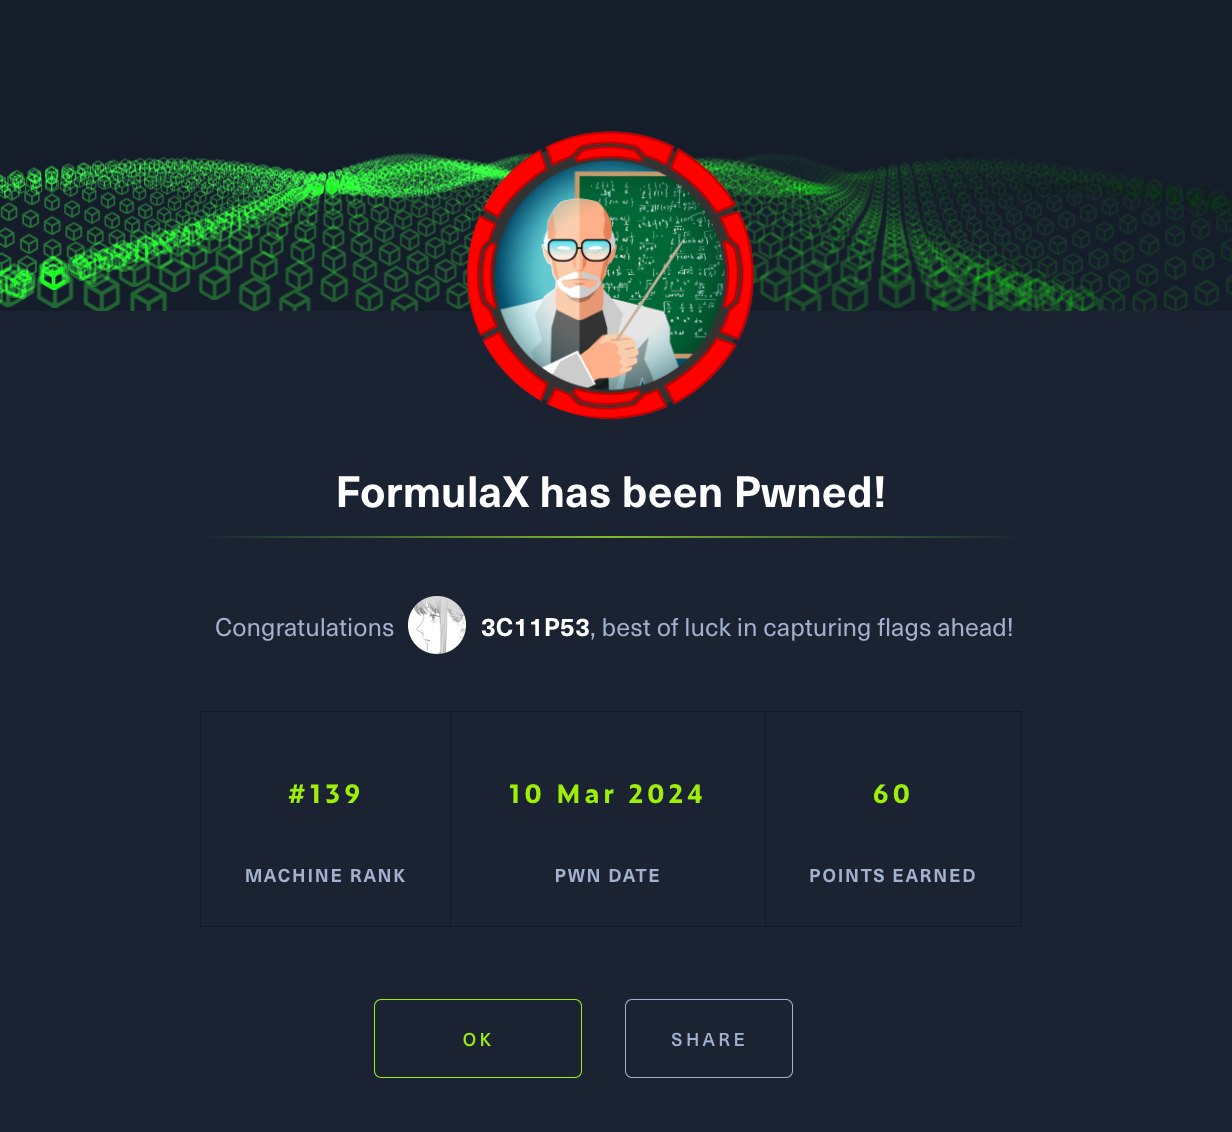 FormulaX has been Pwned!
Congratulations 3C11P53, best of luck in capturing flags ahead!
#139
10 Mar 2024
60
MACHINE RANK
PWN DATE
POINTS EARNED
OK
SHARE